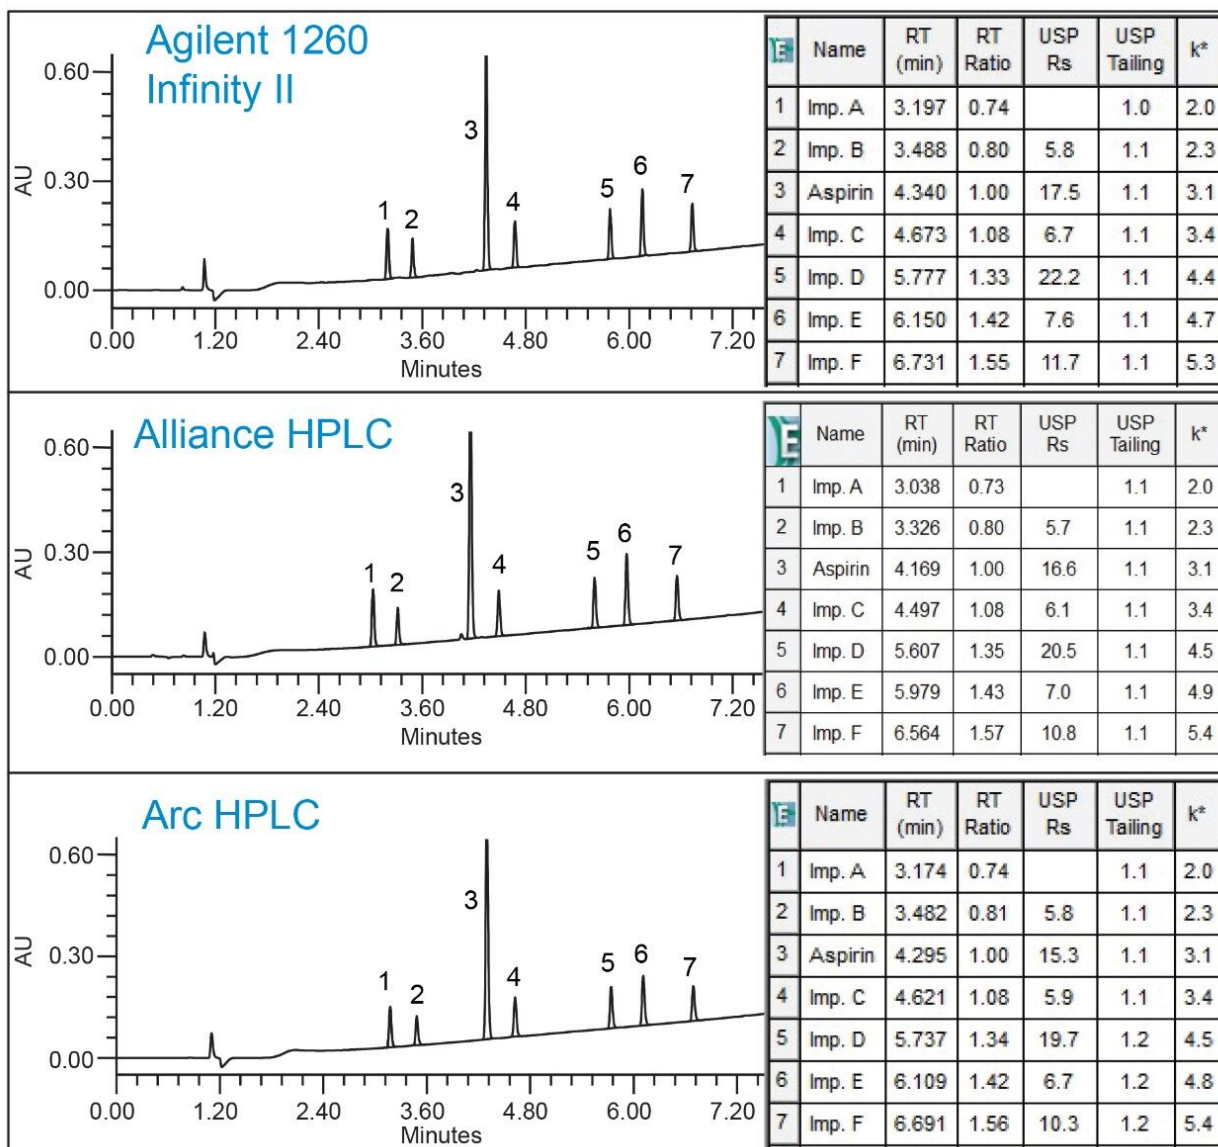 Agilent 1260
Infinity II
AU
0.60
0.30
0.00
1 2 3 4 5 6 7
0.00 1.20 2.40 3.60 4.80 6.00 7.20
Minutes
E Name RT (min) RT Ratio USP Rs USP Tailing k*
1 Imp. A 3.197 0.74 1.0 2.0
2 Imp. B 3.488 0.80 5.8 1.1 2.3
3 Aspirin 4.340 1.00 17.5 1.1 3.1
4 Imp. C 4.673 1.08 6.7 1.1 3.4
5 Imp. D 5.777 1.33 22.2 1.1 4.4
6 Imp. E 6.150 1.42 7.6 1.1 4.7
7 Imp. F 6.731 1.55 11.7 1.1 5.3
Alliance HPLC
AU
0.60
0.30
0.00
1 2 3 4 5 6 7
0.00 1.20 2.40 3.60 4.80 6.00 7.20
Minutes
E Name RT (min) RT Ratio USP Rs USP Tailing k*
1 Imp. A 3.038 0.73 1.1 2.0
2 Imp. B 3.326 0.80 5.7 1.1 2.3
3 Aspirin 4.169 1.00 16.6 1.1 3.1
4 Imp. C 4.497 1.08 6.1 1.1 3.4
5 Imp. D 5.607 1.35 20.5 1.1 4.5
6 Imp. E 5.979 1.43 7.0 1.1 4.9
7 Imp. F 6.564 1.57 10.8 1.1 5.4
Arc HPLC
AU
0.60
0.30
0.00
1 2 3 4 5 6 7
0.00 1.20 2.40 3.60 4.80 6.00 7.20
Minutes
E Name RT (min) RT Ratio USP Rs USP Tailing k*
1 Imp. A 3.174 0.74 1.1 2.0
2 Imp. B 3.482 0.81 5.8 1.1 2.3
3 Aspirin 4.295 1.00 15.3 1.1 3.1
4 Imp. C 4.621 1.08 5.9 1.1 3.4
5 Imp. D 5.737 1.34 19.7 1.2 4.5
6 Imp. E 6.109 1.42 6.7 1.2 4.8
7 Imp. F 6.691 1.56 10.3 1.2 5.4